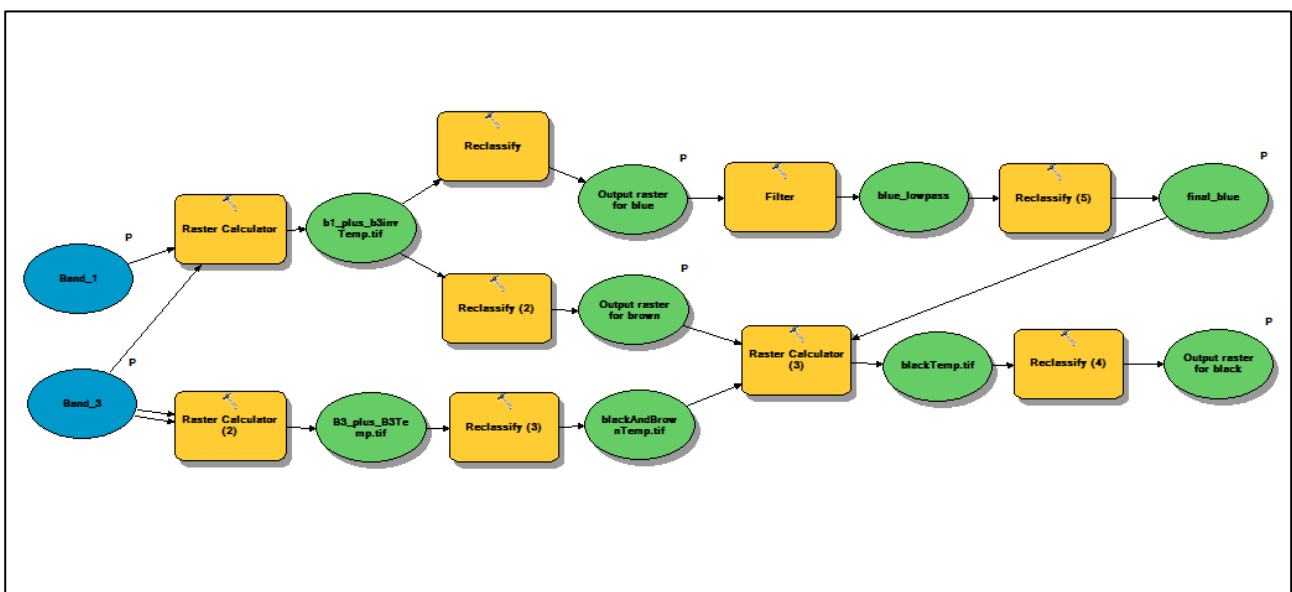 Reclassify
P
Output raster
for blue
Filter
blue_lowpass
Reclassify (5)
P
final_blue
P
Band_1
Raster Calculator
b1_plus_b3inv
Temp.tif
Reclassify (2)
P
Output raster
for brown
P
Band_3
Raster Calculator
(2)
B3_plus_B3Te
mp.tif
Reclassify (3)
blackAndBrow
nTemp.tif
Raster Calculator
(3)
blackTemp.tif
Reclassify (4)
P
Output raster
for black